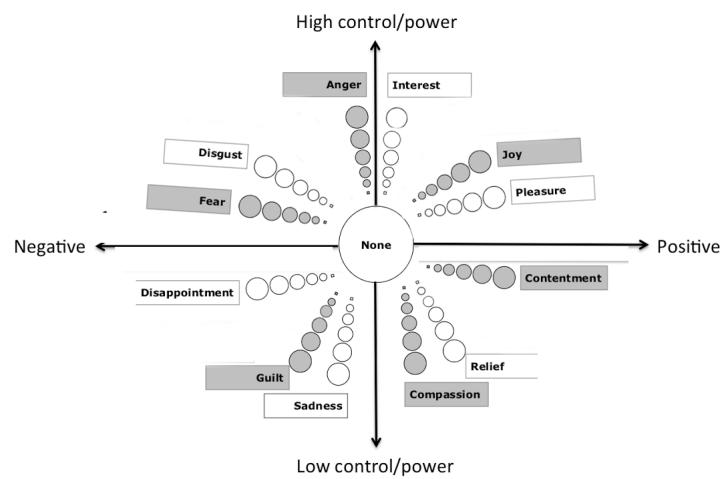 High control/power
Anger
Interest
Disgust
Joy
Fear
Pleasure
Negative
None
Positive
Disappointment
Contentment
Guilt
Relief
Sadness
Compassion
Low control/power